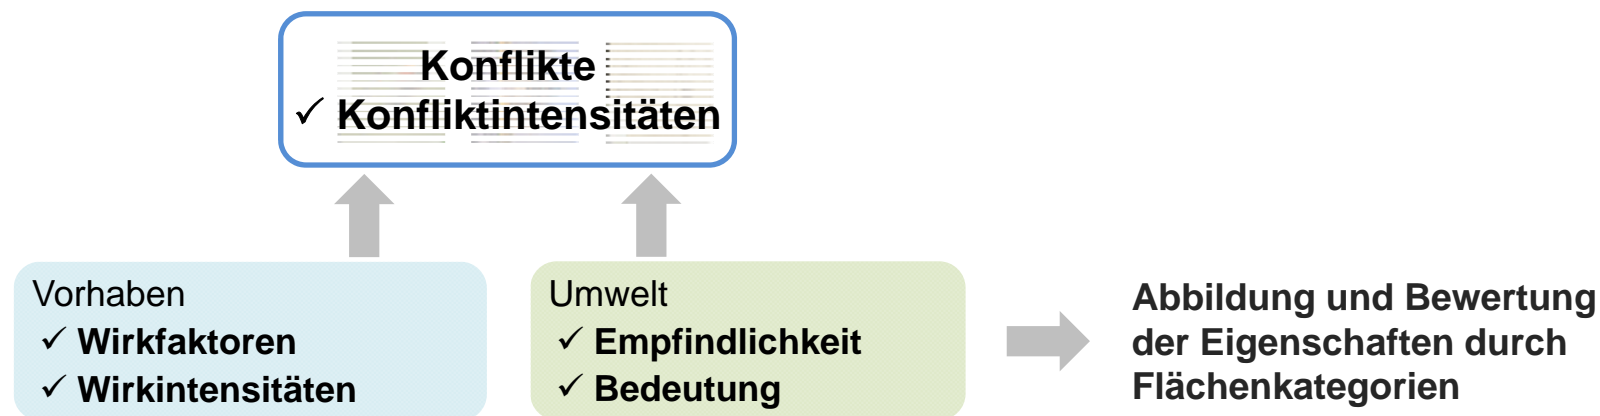 Konflikte
✓ Konfliktintensitäten
Vorhaben
✓ Wirkfaktoren
✓ Wirkintensitäten
Umwelt
✓ Empfindlichkeit
✓ Bedeutung
Abbildung und Bewertung
der Eigenschaften durch
Flächenkategorien